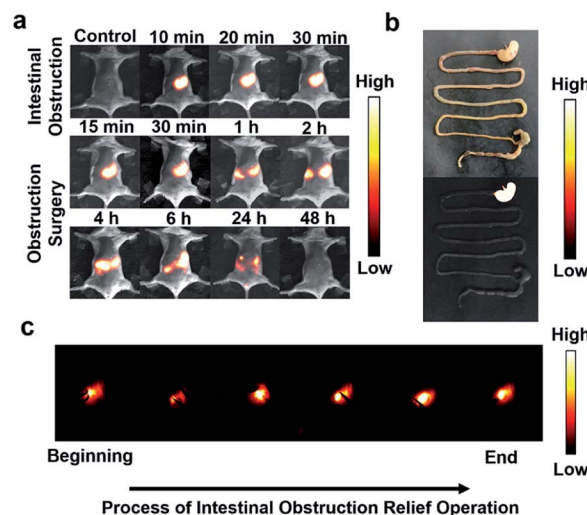 a
Control 10 min 20 min 30 min
Intestinal
Obstruction
15 min 30 min 1 h 2 h
Obstruction
Surgery
4 h 6 h 24 h 48 h
High
Low
b
High
Low
c
High
Low
Beginning
End
Process of Intestinal Obstruction Relief Operation